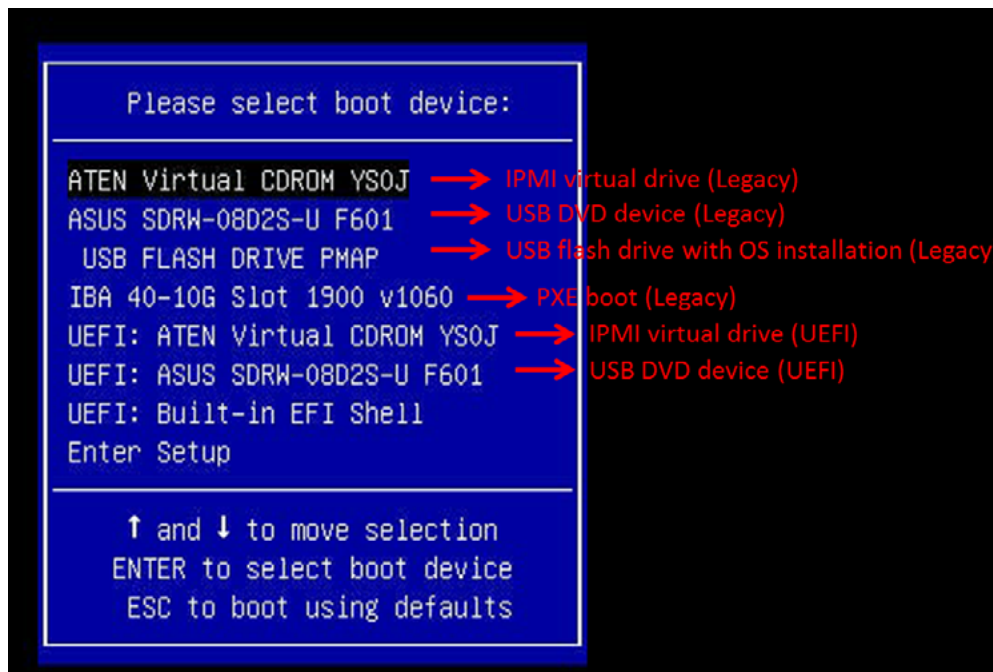 Please select boot device:
ATEN Virtual CDROM YS0J → IPMI virtual drive (Legacy)
ASUS SDRW-08D2S-U F601 → USB DVD device (Legacy)
USB FLASH DRIVE PMAP → USB flash drive with OS installation (Legacy
IBA 40-10G Slot 1900 v1060 → PXE boot (Legacy)
UEFI: ATEN Virtual CDROM YS0J → IPMI virtual drive (UEFI)
UEFI: ASUS SDRW-08D2S-U F601 → USB DVD device (UEFI)
UEFI: Built-in EFI Shell
Enter Setup
↑ and ↓ to move selection
ENTER to select boot device
ESC to boot using defaults